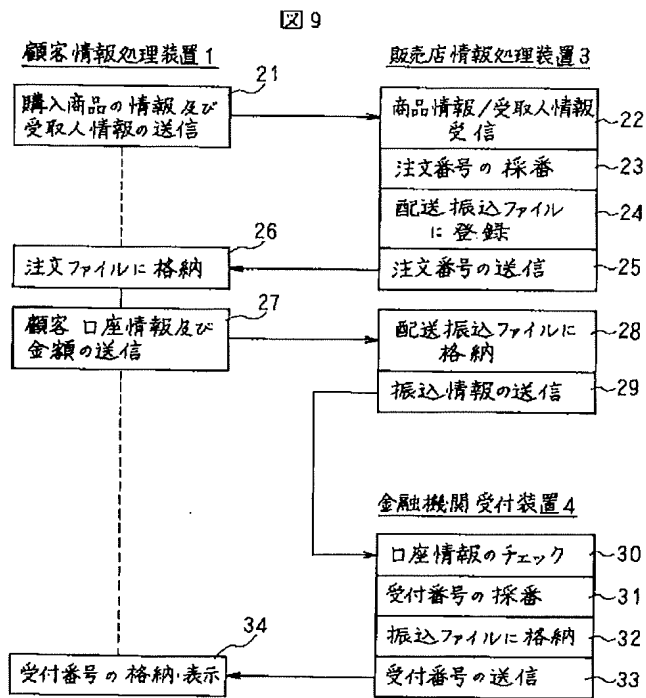 図9
顧客情報処理装置1
販売店情報処理装置3
21
購入商品の情報及び
受取人情報の送信
商品情報/受取人情報
受信
22
注文番号の採番
23
配送振込ファイル
に登録
24
26
注文ファイルに格納
注文番号の送信
25
27
顧客口座情報及び
金額の送信
配送振込ファイルに
格納
28
振込情報の送信
29
金融機関受付装置4
口座情報のチェック
30
受付番号の採番
31
振込ファイルに格納
32
34
受付番号の格納・表示
受付番号の送信
33